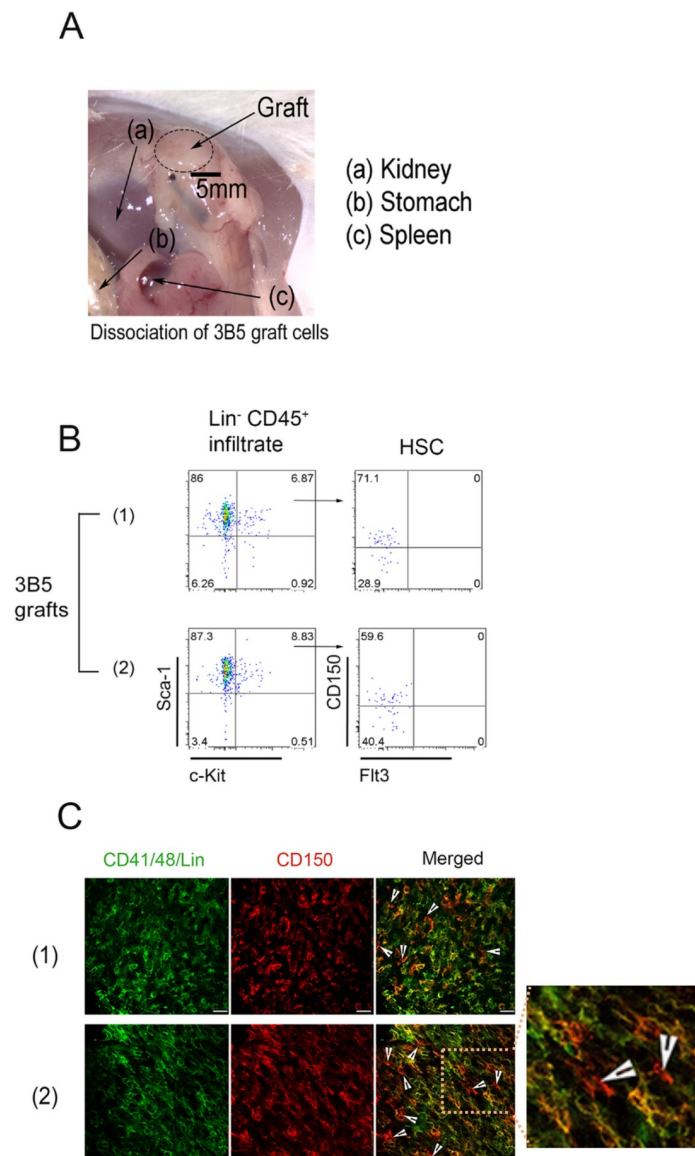 A
Graft
(a)
5mm
(b)
(c)
(a) Kidney
(b) Stomach
(c) Spleen
Dissociation of 3B5 graft cells
B
Lin⁻ CD45⁺
infiltrate
HSC
(1)
86
6.87
6.26
0.92
71.1
0
28.9
0
3B5
grafts
(2)
87.3
8.83
3.4
0.51
59.6
0
40.4
0
Sca-1
CD150
c-Kit
Flt3
C
CD41/48/Lin
CD150
Merged
(1)
(2)